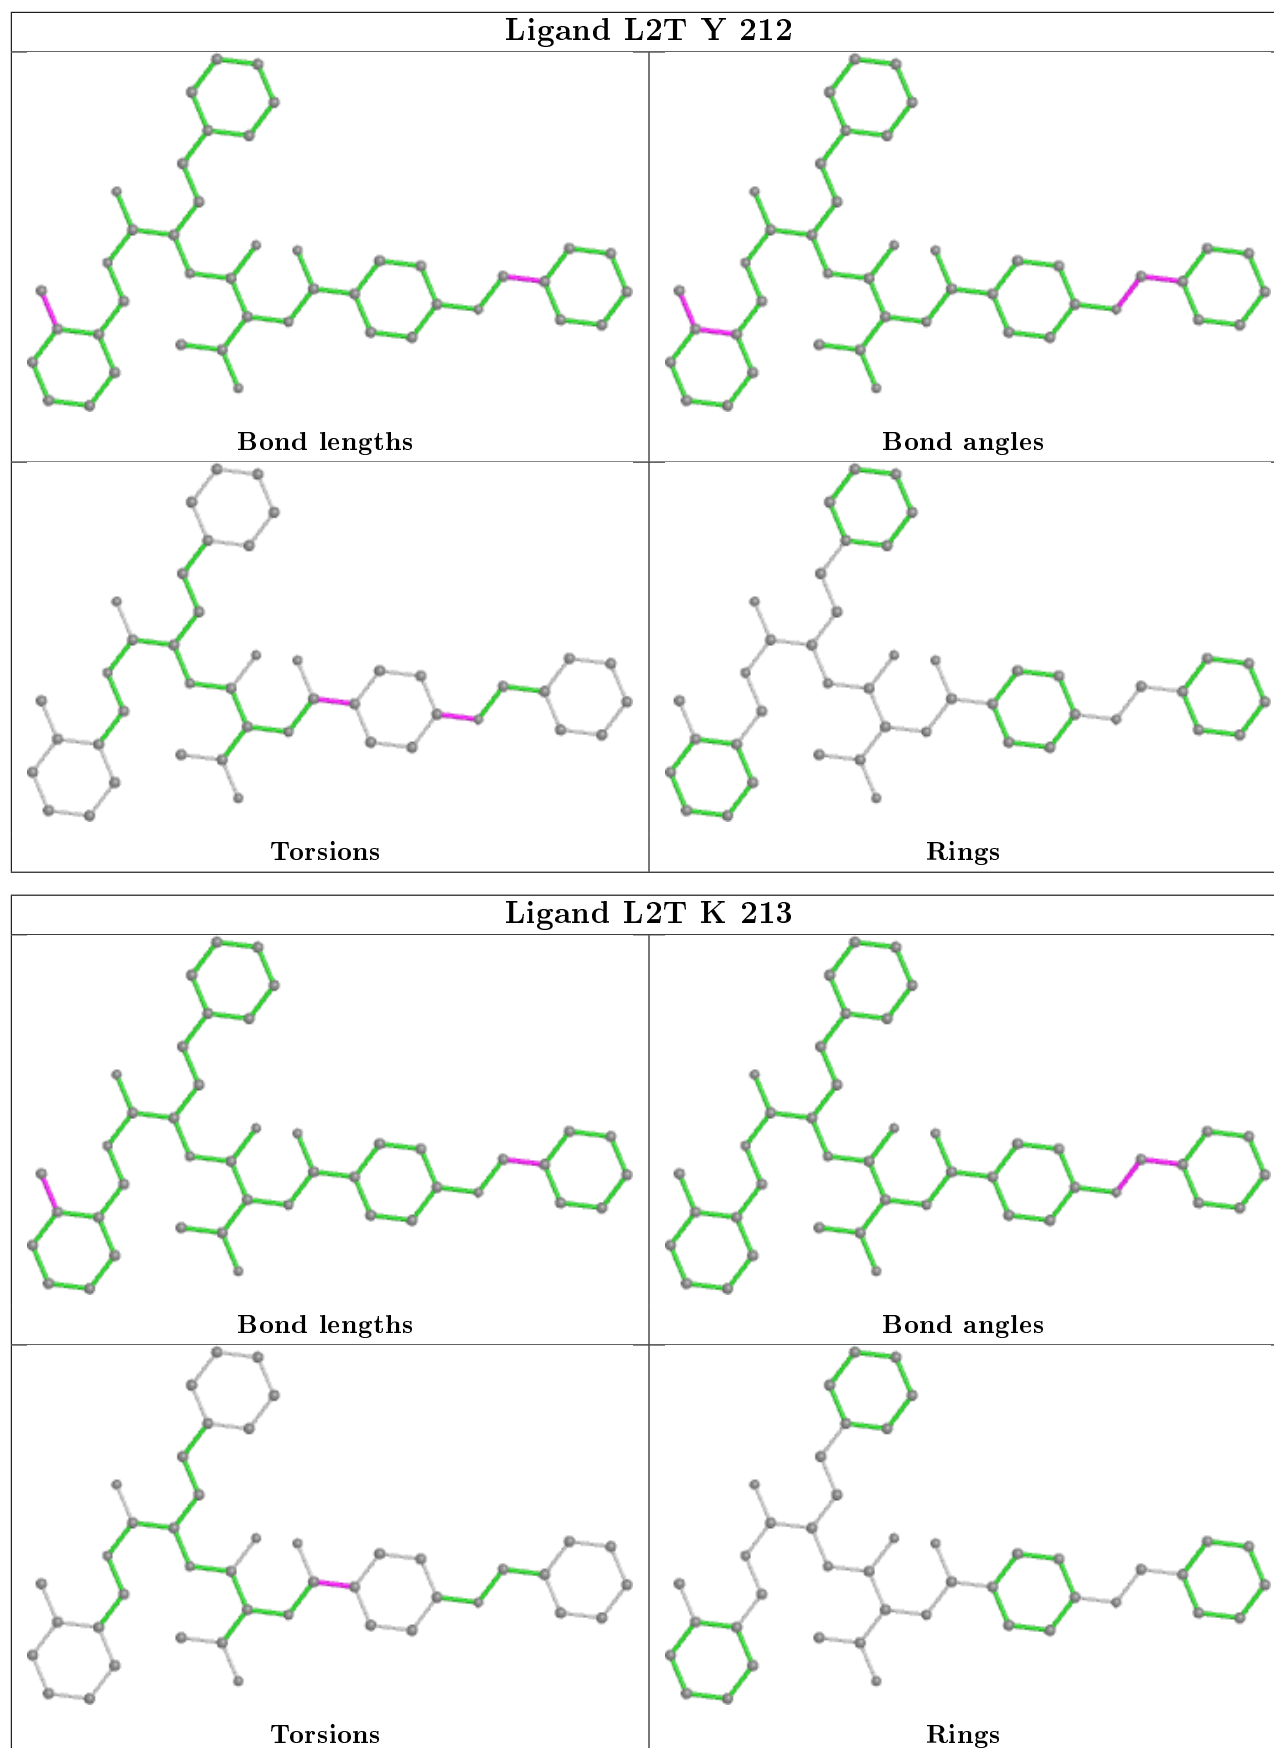 Ligand L2T Y 212
Bond lengths
Bond angles
Torsions
Rings
Ligand L2T K 213
Bond lengths
Bond angles
Torsions
Rings